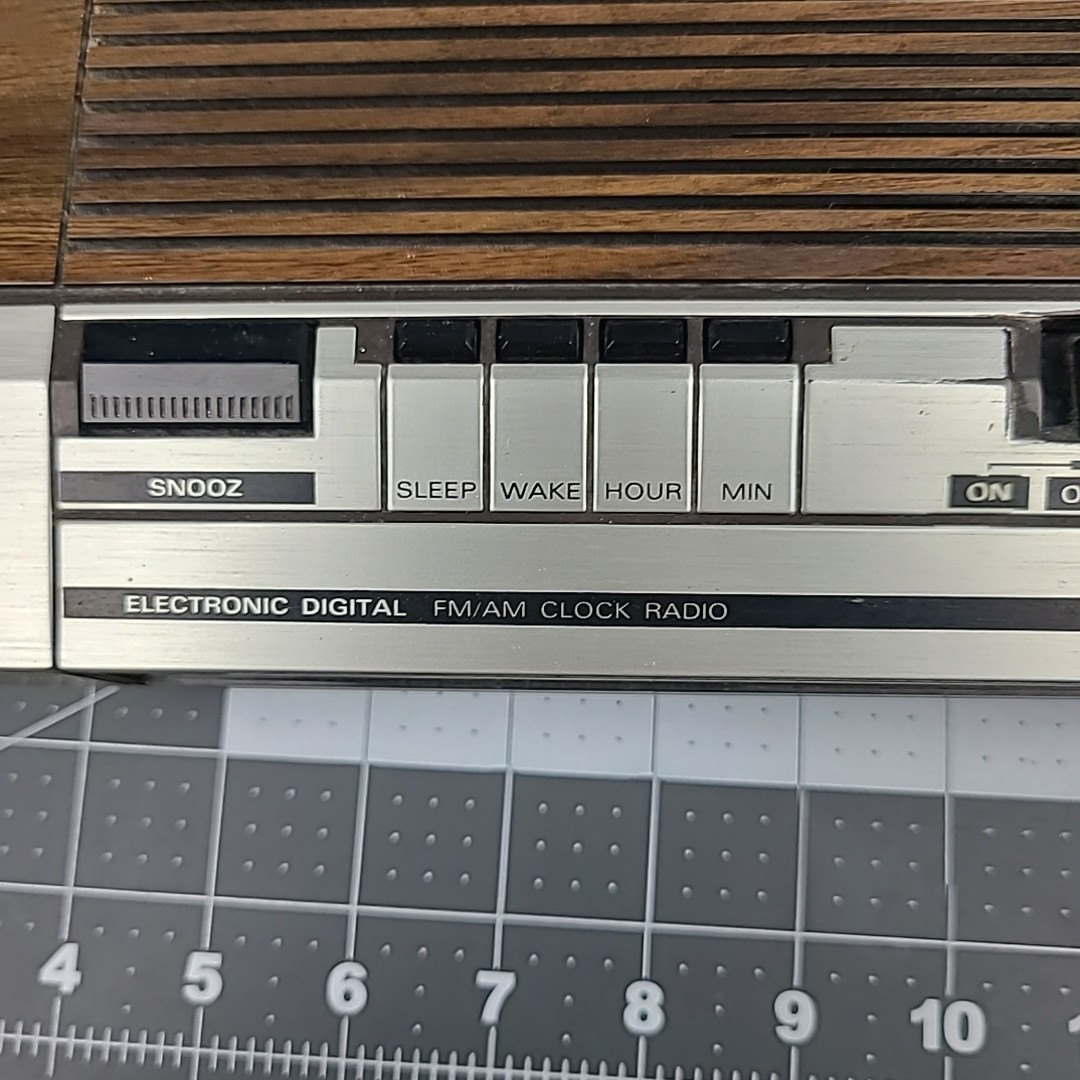 SNOOZ
SLEEP WAKE HOUR MIN
ON
ELECTRONIC DIGITAL FM/AM CLOCK RADIO
4 5 6 7 8 9 10